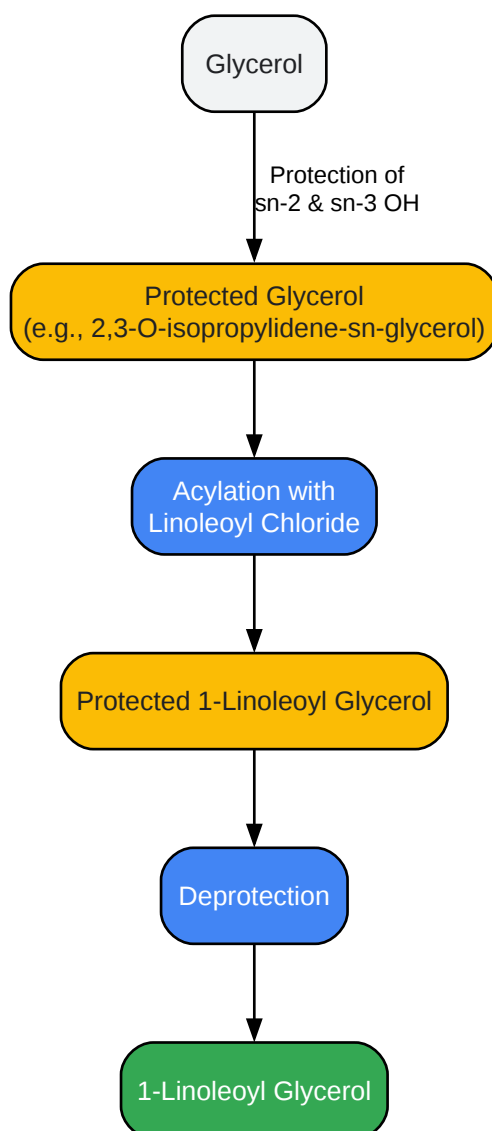 Glycerol
Protection of
sn-2 & sn-3 OH
Protected Glycerol
(e.g., 2,3-O-isopropylidene-sn-glycerol)
Acylation with
Linoleoyl Chloride
Protected 1-Linoleoyl Glycerol
Deprotection
1-Linoleoyl Glycerol